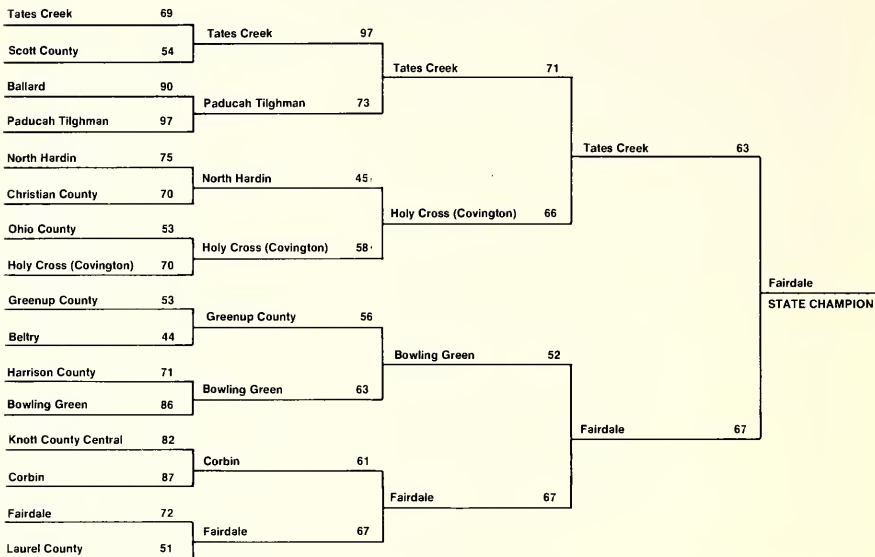 Tates Creek 69
Scott County 54
Ballard 90
Paducah Tilghman 97
North Hardin 75
Christian County 70
Ohio County 53
Holy Cross (Covington) 70
Greenup County 53
Beltry 44
Harrison County 71
Bowling Green 86
Knott County Central 82
Corbin 87
Fairdale 72
Laurel County 51
Tates Creek 97
Paducah Tilghman 73
North Hardin 45
Holy Cross (Covington) 58
Greenup County 56
Bowling Green 63
Corbin 61
Fairdale 67
Tates Creek 71
Holy Cross (Covington) 66
Bowling Green 52
Fairdale 67
Tates Creek 63
Fairdale 67
Fairdale
STATE CHAMPION